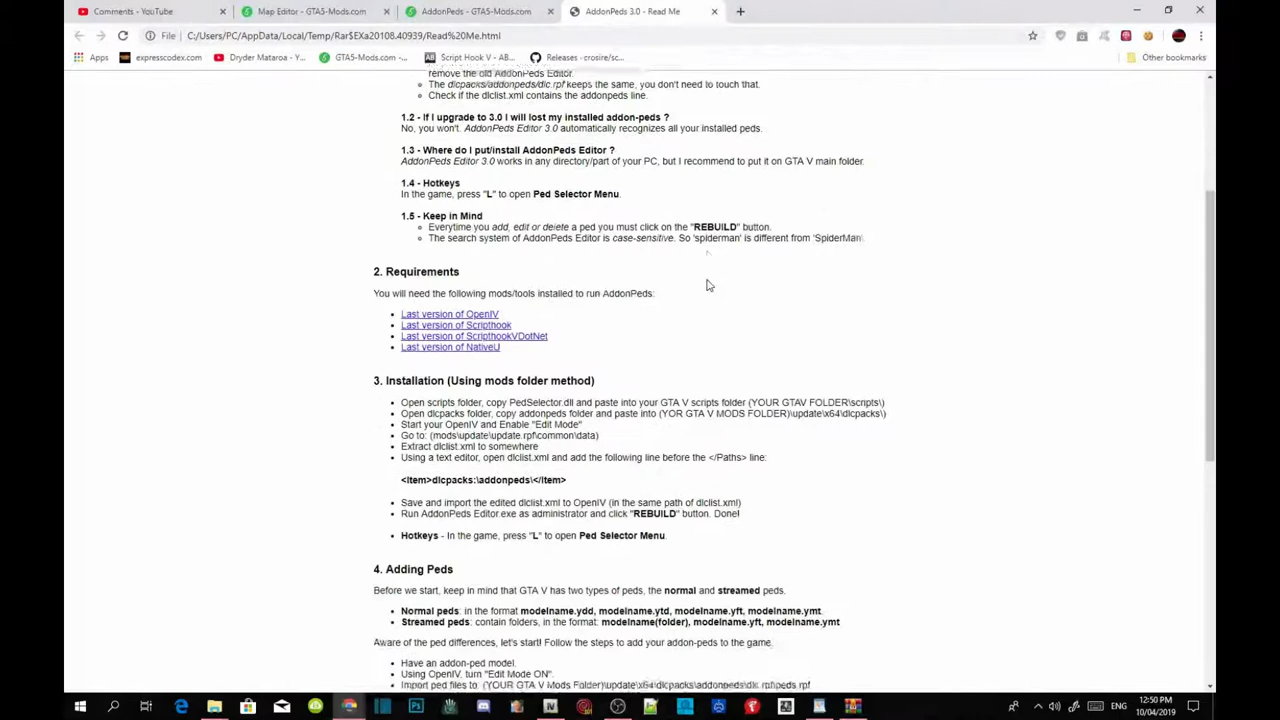 Comments - YouTube
Map Editor - GTA5-Mods.com
AddonPeds - GTA5-Mods.com
AddonPeds 3.0 - Read Me
File
C:/Users/PC/AppData/Local/Temp/Rar$EXa20108.40939/Read%20Me.html
Apps
expresscodex.com
Dryder Mataroa - Y...
GTA5-Mods.com -...
Script Hook V - AB...
Releases - crosire/sc...
Other bookmarks
remove the old AddonPeds Editor.
The dlcpacks/addonpeds/dlc.rpf keeps the same, you don't need to touch that.
Check if the dlclist.xml contains the addonpeds line.
1.2 - If I upgrade to 3.0 I will lost my installed addon-peds ?
No, you won't. AddonPeds Editor 3.0 automatically recognizes all your installed peds.
1.3 - Where do I put/install AddonPeds Editor ?
AddonPeds Editor 3.0 works in any directory/part of your PC, but I recommend to put it on GTA V main folder.
1.4 - Hotkeys
In the game, press "L" to open Ped Selector Menu.
1.5 - Keep in Mind
Everytime you add, edit or delete a ped you must click on the "REBUILD" button.
The search system of AddonPeds Editor is case-sensitive. So 'spiderman' is different from 'SpiderMan'.
2. Requirements
You will need the following mods/tools installed to run AddonPeds:
Last version of OpenIV
Last version of Scripthook
Last version of ScripthookVDotNet
Last version of NativeU
3. Installation (Using mods folder method)
Open scripts folder, copy PedSelector.dll and paste into your GTA V scripts folder (YOUR GTAV FOLDER\scripts\)
Open dlcpacks folder, copy addonpeds folder and paste into (YOR GTA V MODS FOLDER)\update\x64\dlcpacks\)
Start your OpenIV and Enable "Edit Mode"
Go to: (mods\update\update.rpf\common\data)
Extract dlclist.xml to somewhere
Using a text editor, open dlclist.xml and add the following line before the </Paths> line:
<Item>dlcpacks:\addonpeds\</Item>
Save and import the edited dlclist.xml to OpenIV (in the same path of dlclist.xml)
Run AddonPeds Editor.exe as administrator and click "REBUILD" button. Done!
Hotkeys - In the game, press "L" to open Ped Selector Menu.
4. Adding Peds
Before we start, keep in mind that GTA V has two types of peds, the normal and streamed peds.
Normal peds: in the format modelname.ydd, modelname.ytd, modelname.yft, modelname.ymt.
Streamed peds: contain folders, in the format: modelname(folder), modelname.yft, modelname.ymt
Aware of the ped differences, let's start! Follow the steps to add your addon-peds to the game.
Have an addon-ped model.
Using OpenIV, turn "Edit Mode ON".
Import ped files to: (YOUR GTA V Mods Folder)\update\x64\dlcpacks\addonpeds\dlc.rpf\peds.rpf
ENG
12:50 PM
10/04/2019